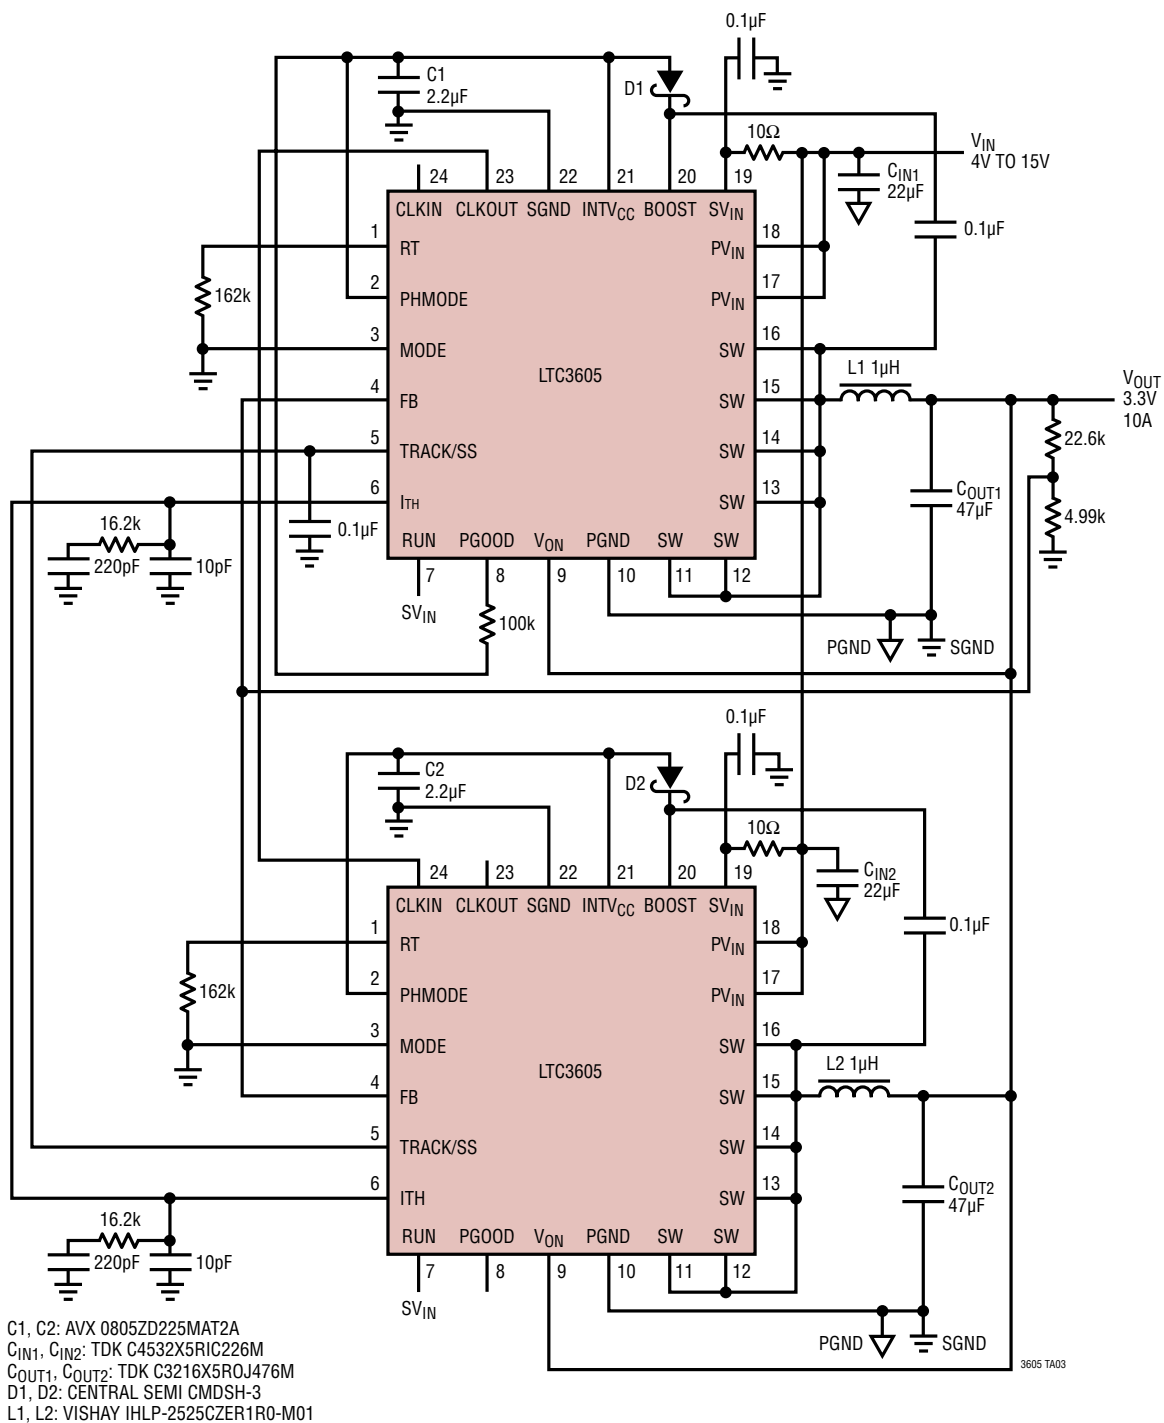 0.1µF
C1
2.2µF
D1
10Ω
VIN
4V TO 15V
CIN1
22µF
24 23 22 21 20 19
CLKIN CLKOUT SGND INTVCC BOOST SVIN
0.1µF
1 RT PVIN 18
162k
2 PHMODE PVIN 17
3 MODE SW 16
LTC3605
L1 1µH
VOUT
3.3V
10A
4 FB SW 15
22.6k
5 TRACK/SS SW 14
6 ITH SW 13
COUT1
47µF
4.99k
16.2k
0.1µF
220pF 10pF
RUN PGOOD VON PGND SW SW
7 8 9 10 11 12
SVIN
100k
PGND SGND
0.1µF
C2
2.2µF
D2
10Ω
CIN2
22µF
24 23 22 21 20 19
CLKIN CLKOUT SGND INTVCC BOOST SVIN
0.1µF
1 RT PVIN 18
162k
2 PHMODE PVIN 17
3 MODE SW 16
LTC3605
L2 1µH
4 FB SW 15
5 TRACK/SS SW 14
6 ITH SW 13
COUT2
47µF
16.2k
220pF 10pF
RUN PGOOD VON PGND SW SW
7 8 9 10 11 12
SVIN
PGND SGND
3605 TA03
C1, C2: AVX 0805ZD225MAT2A
CIN1, CIN2: TDK C4532X5RIC226M
COUT1, COUT2: TDK C3216X5ROJ476M
D1, D2: CENTRAL SEMI CMDSH-3
L1, L2: VISHAY IHLP-2525CZER1R0-M01